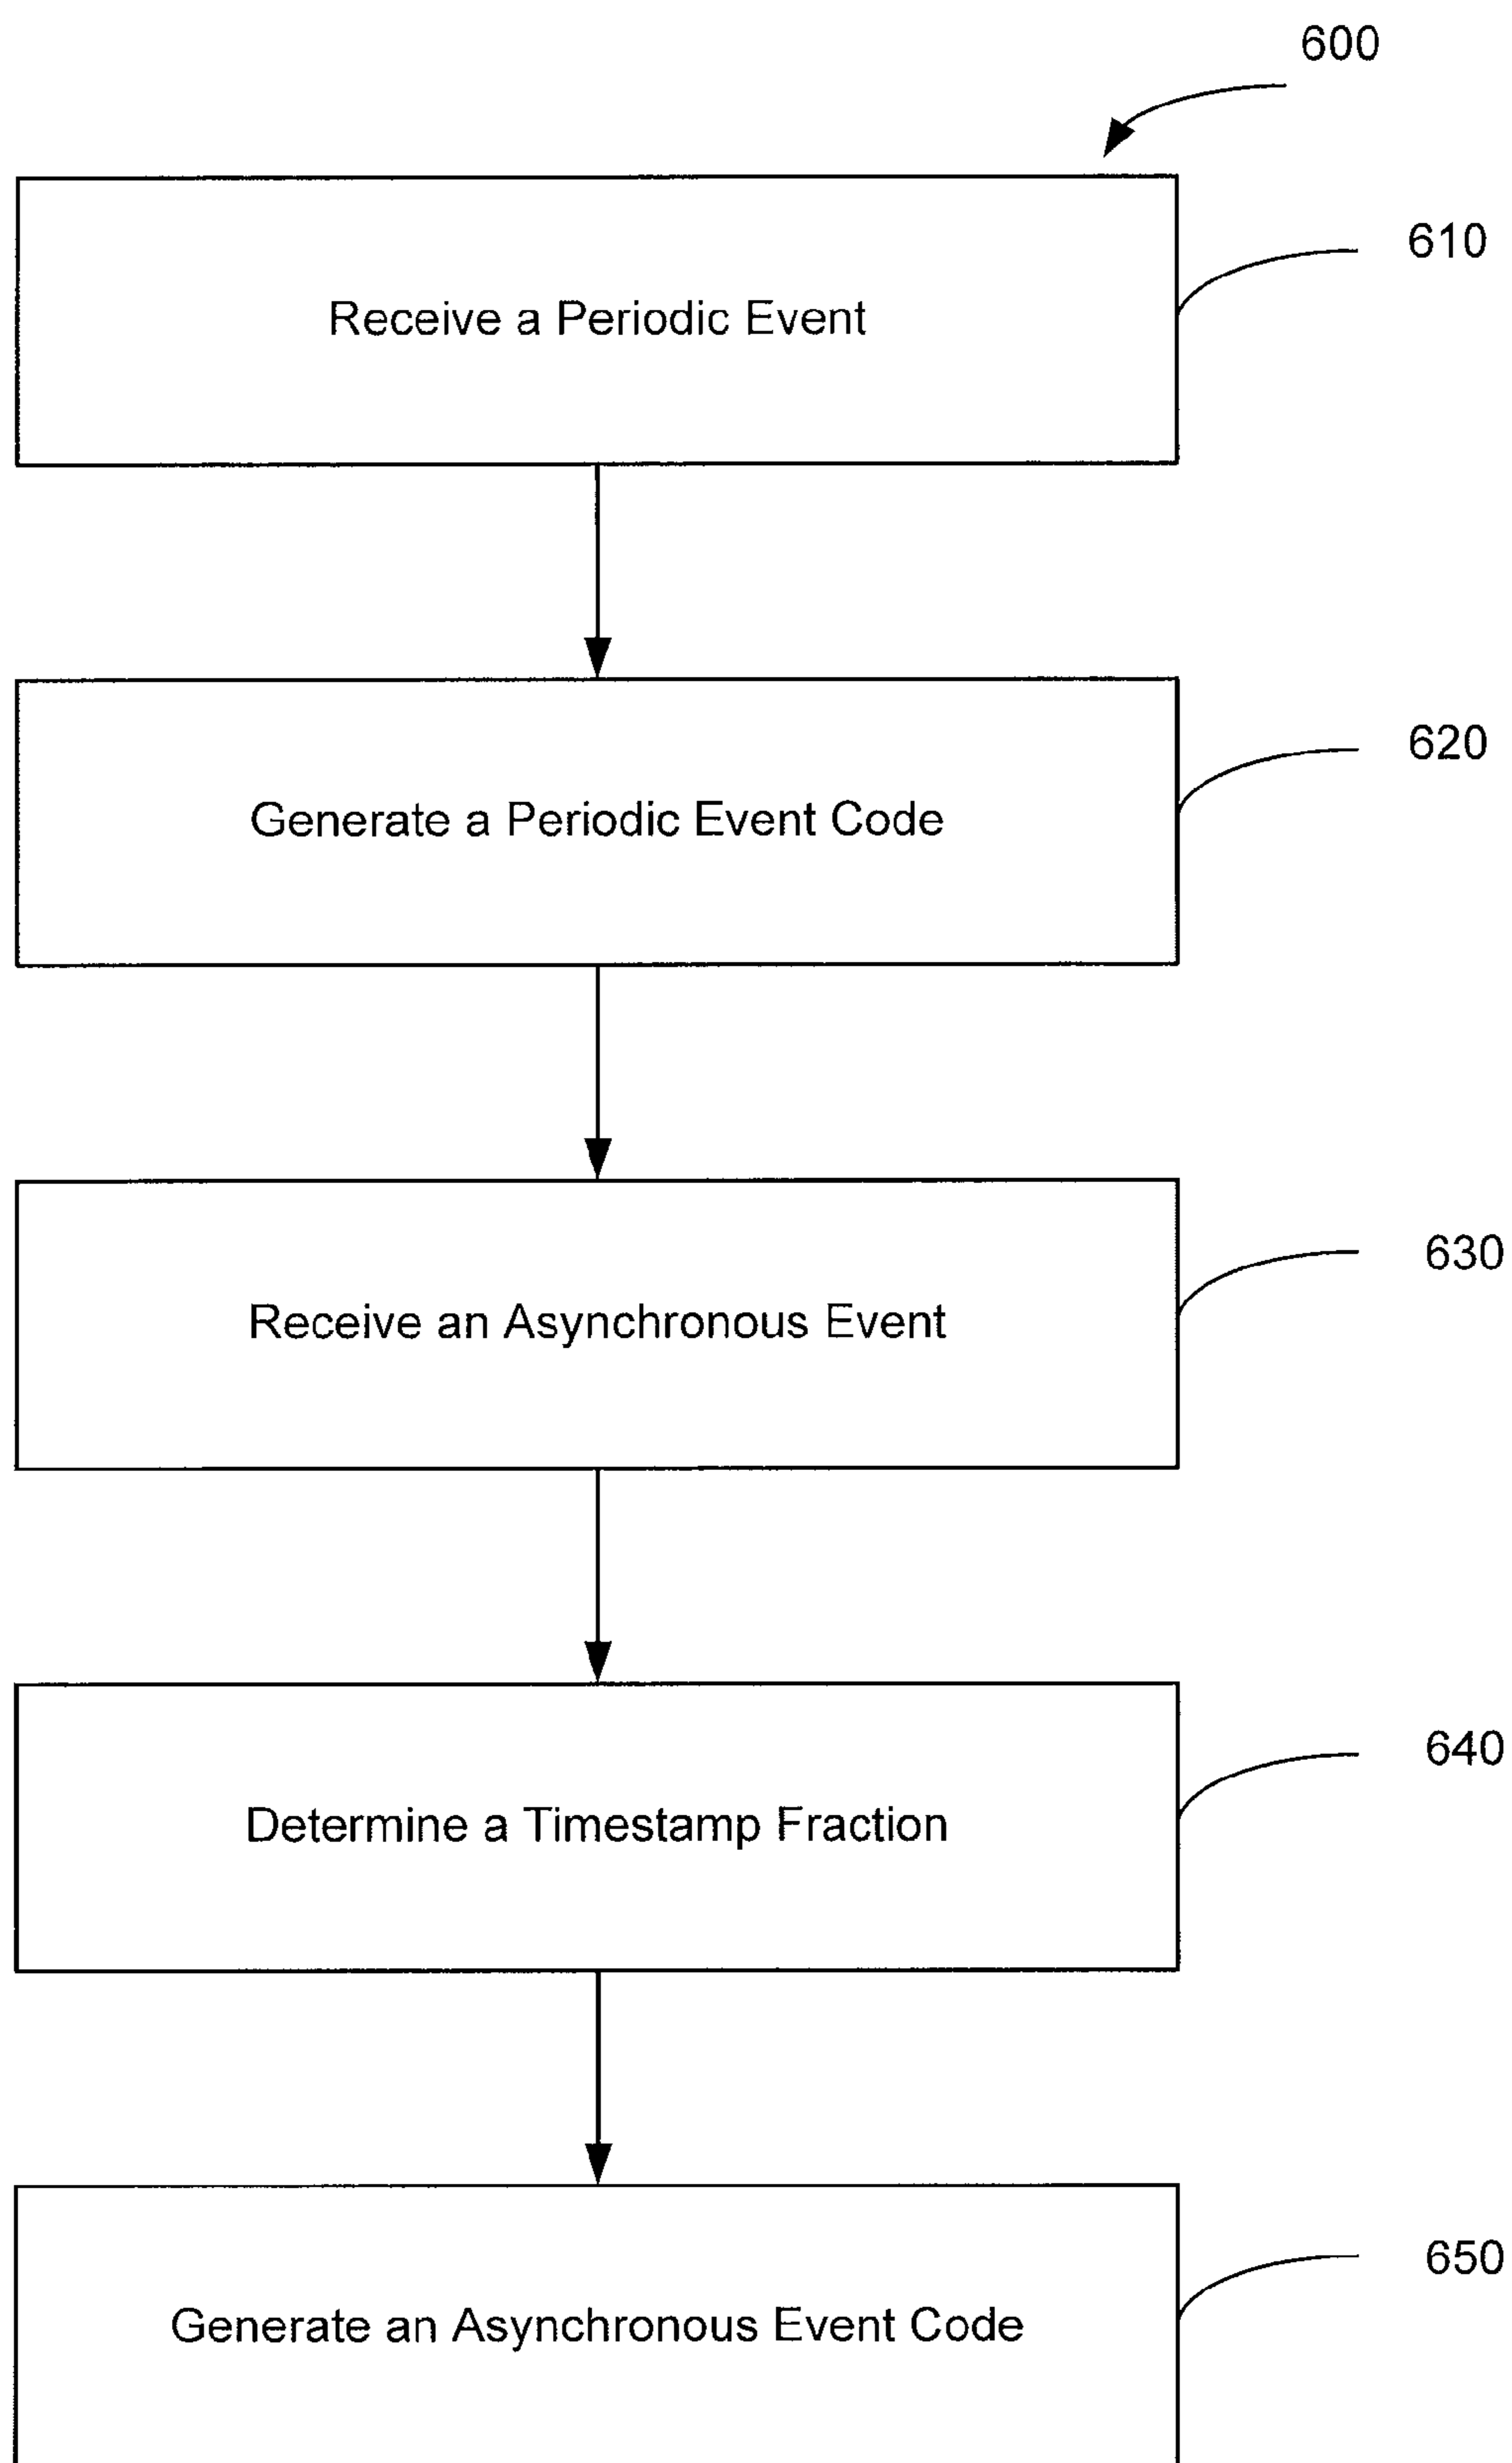 600
610
Receive a Periodic Event
620
Generate a Periodic Event Code
630
Receive an Asynchronous Event
640
Determine a Timestamp Fraction
650
Generate an Asynchronous Event Code